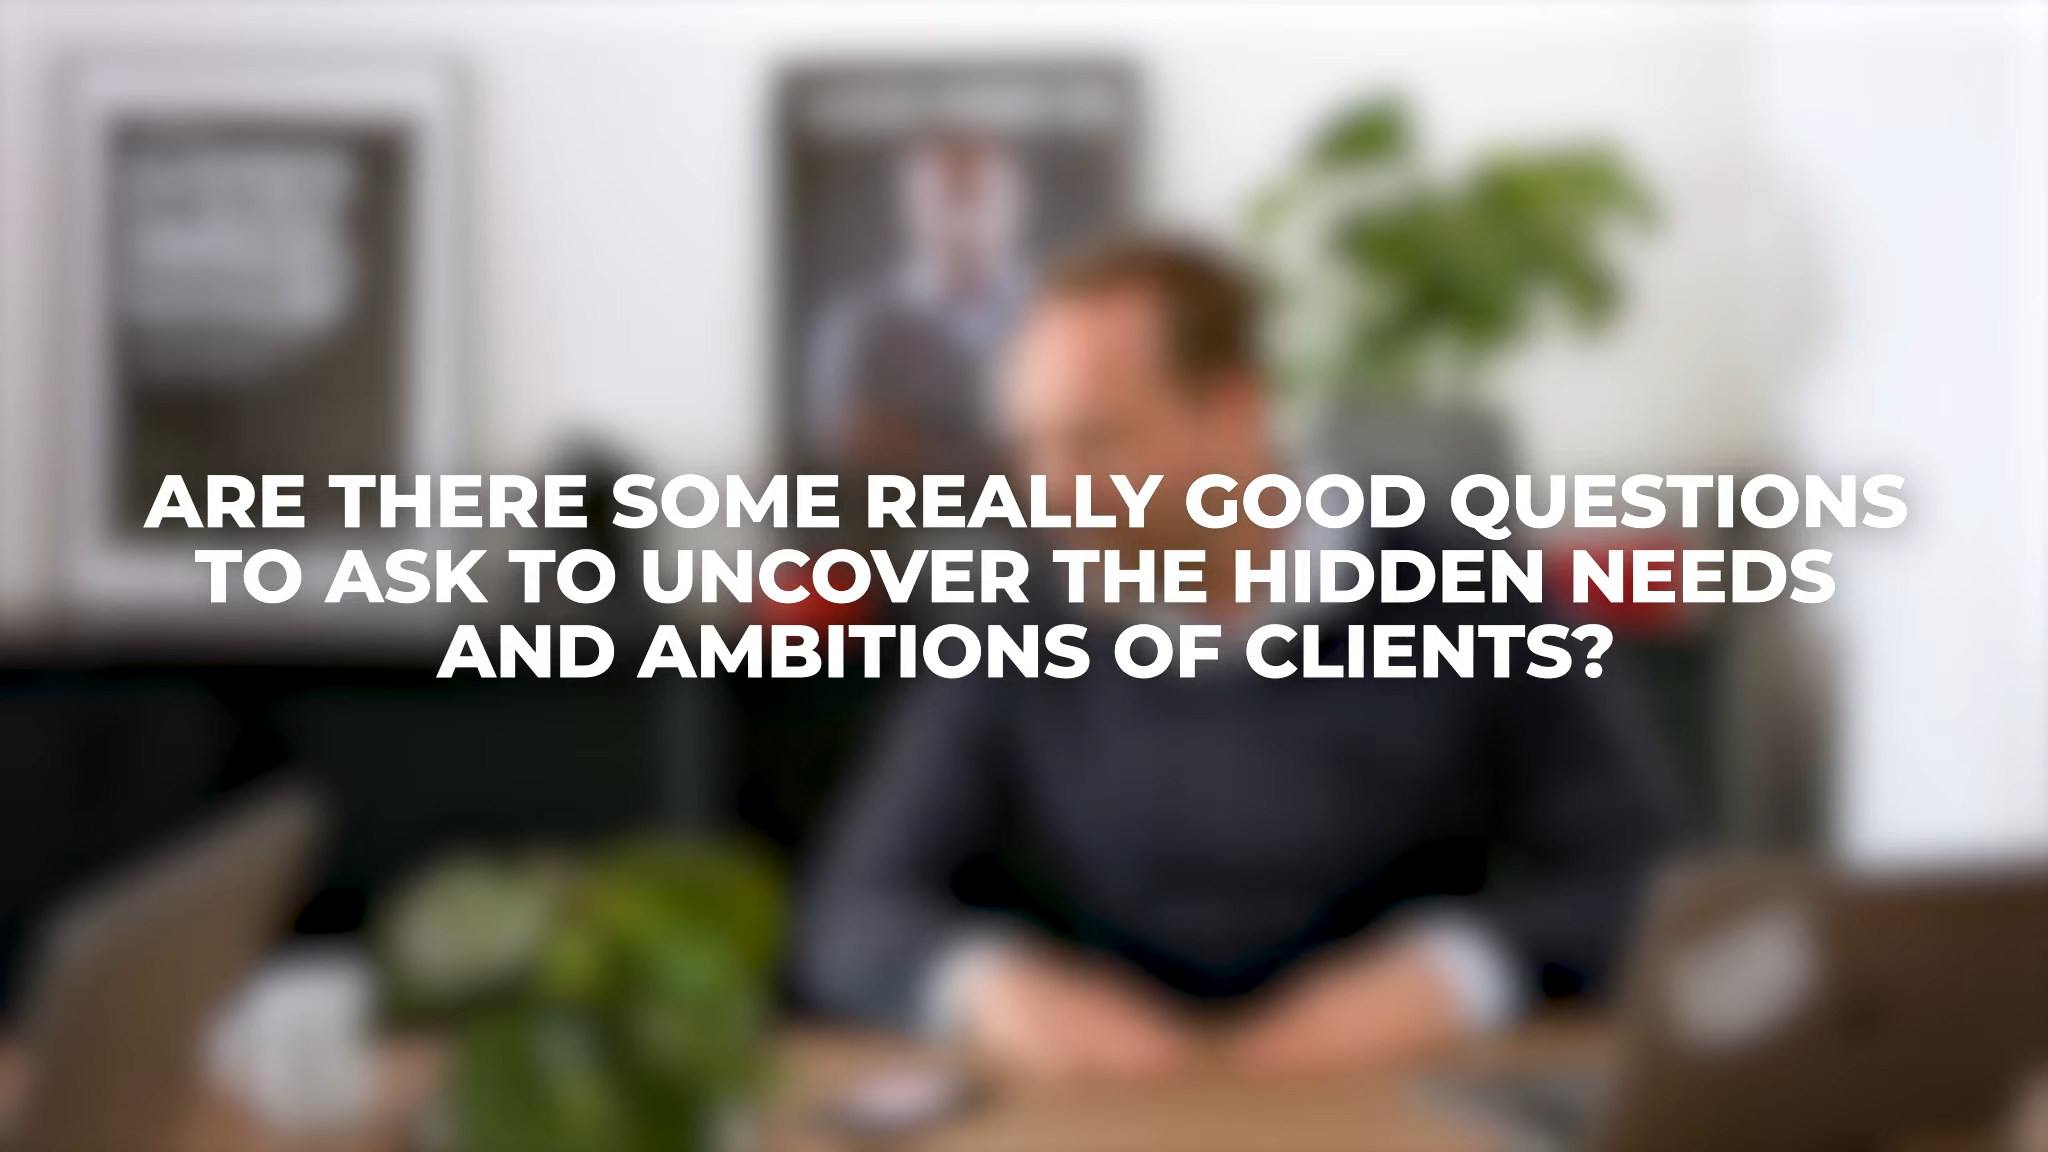 ARE THERE SOME REALLY GOOD QUESTIONS
TO ASK TO UNCOVER THE HIDDEN NEEDS
AND AMBITIONS OF CLIENTS?